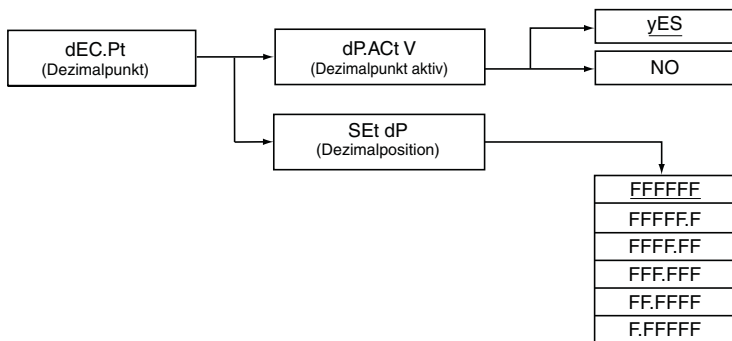 dEC.Pt
(Dezimalpunkt)
dP.ACt V
(Dezimalpunkt aktiv)
yES
NO
SEt dP
(Dezimalposition)
FFFFFF
FFFFF.F
FFFF.FF
FFF.FFF
FF.FFFF
F.FFFFF